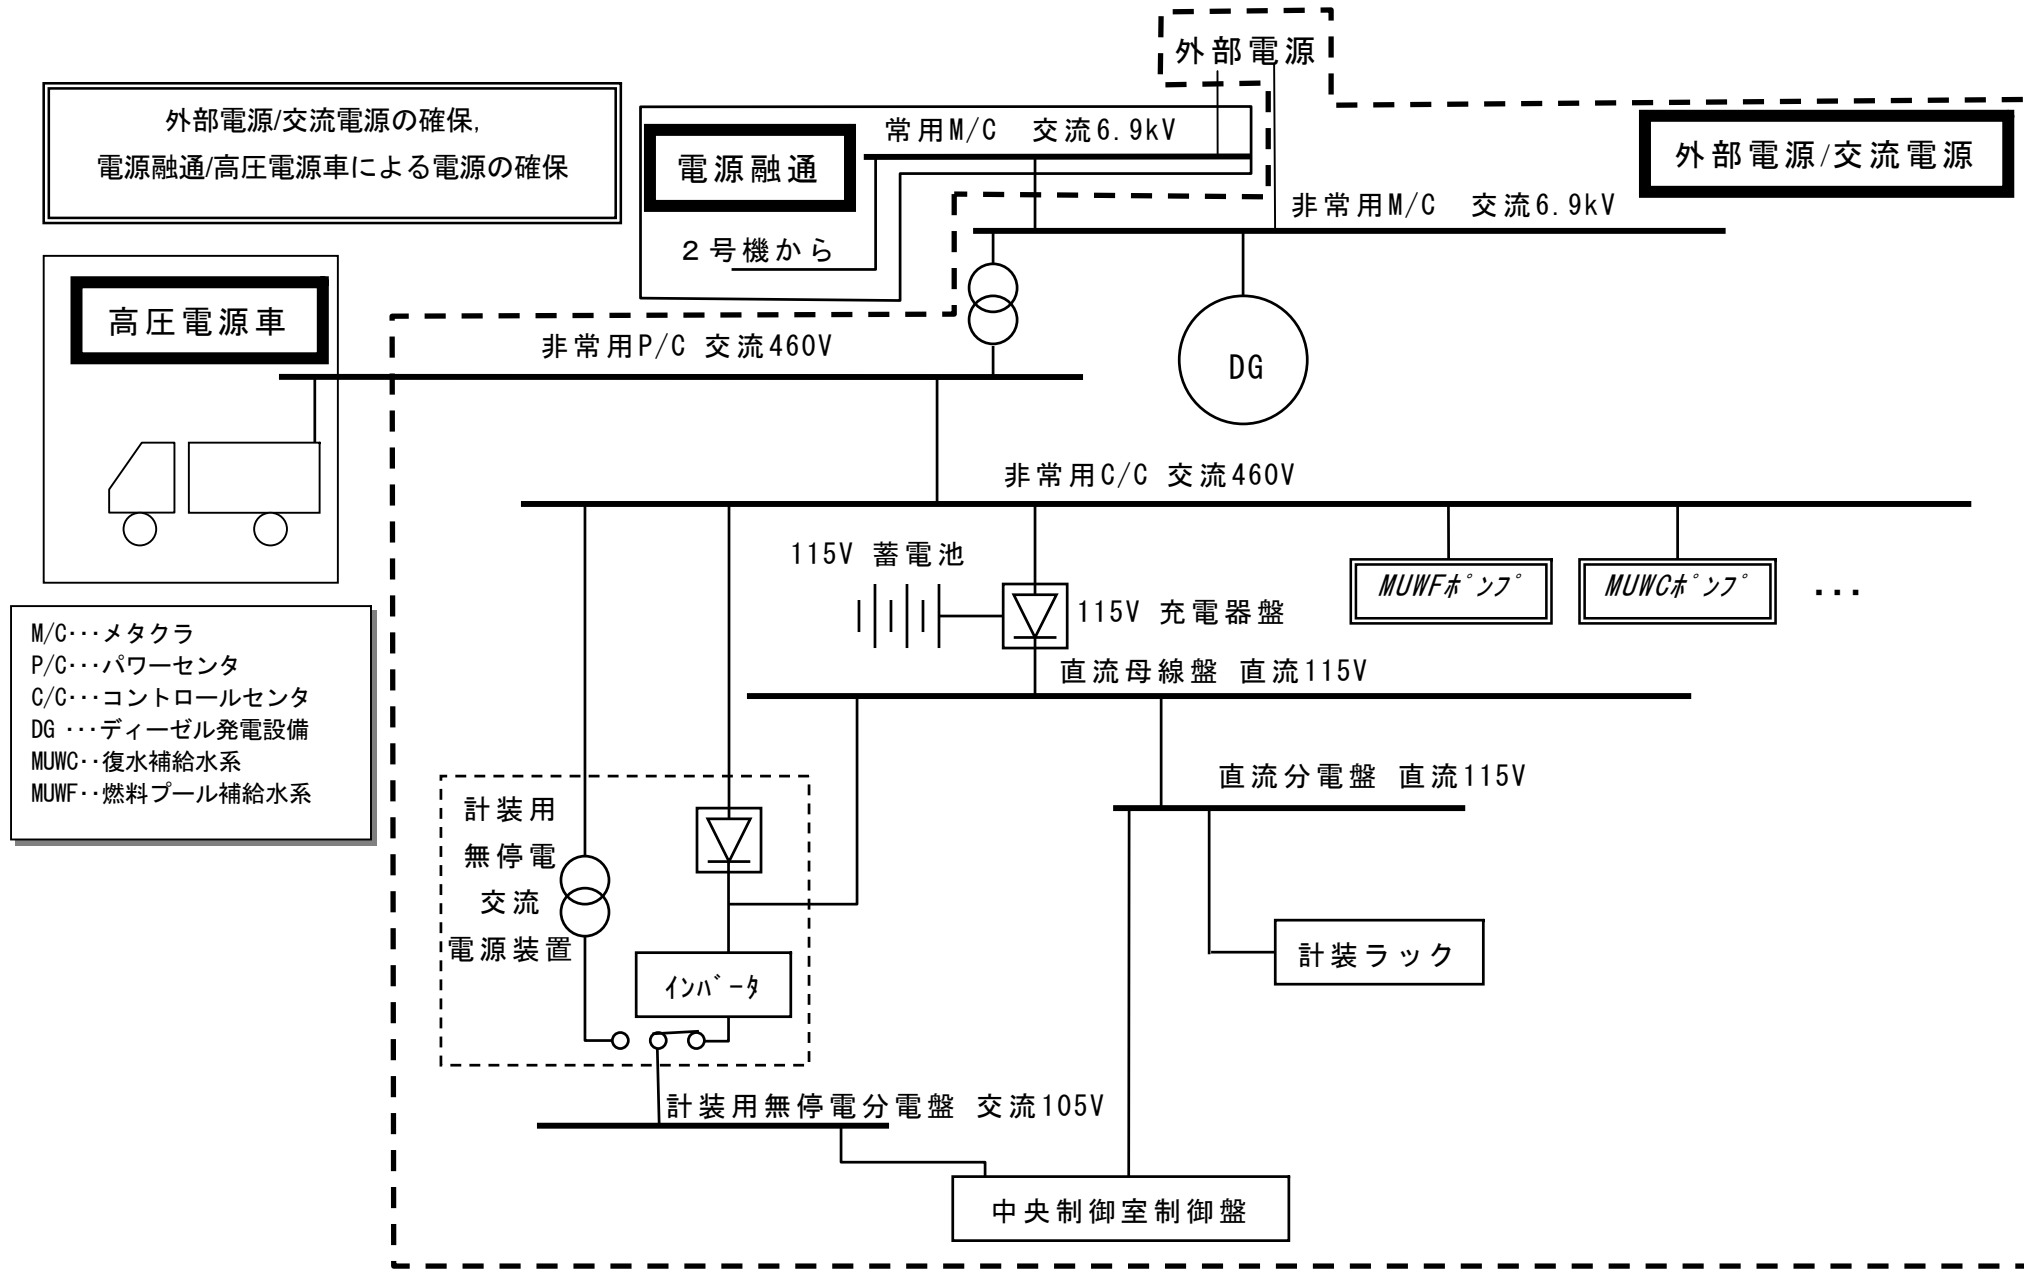 外部電源
外部電源/交流電源の確保,
電源融通/高圧電源車による電源の確保
常用M/C 交流6.9kV
電源融通
外部電源/交流電源
非常用M/C 交流6.9kV
2号機から
高圧電源車
非常用P/C 交流460V
DG
非常用C/C 交流460V
115V 蓄電池
MUWFポンプ
MUWCポンプ
...
115V 充電器盤
M/C・・・メタクラ
P/C・・・パワーセンタ
C/C・・・コントロールセンタ
DG ・・・ディーゼル発電設備
MUWC・・復水補給水系
MUWF・・燃料プール補給水系
直流母線盤 直流115V
直流分電盤 直流115V
計装用
無停電
交流
電源装置
インバータ
計装ラック
計装用無停電分電盤 交流105V
中央制御室制御盤